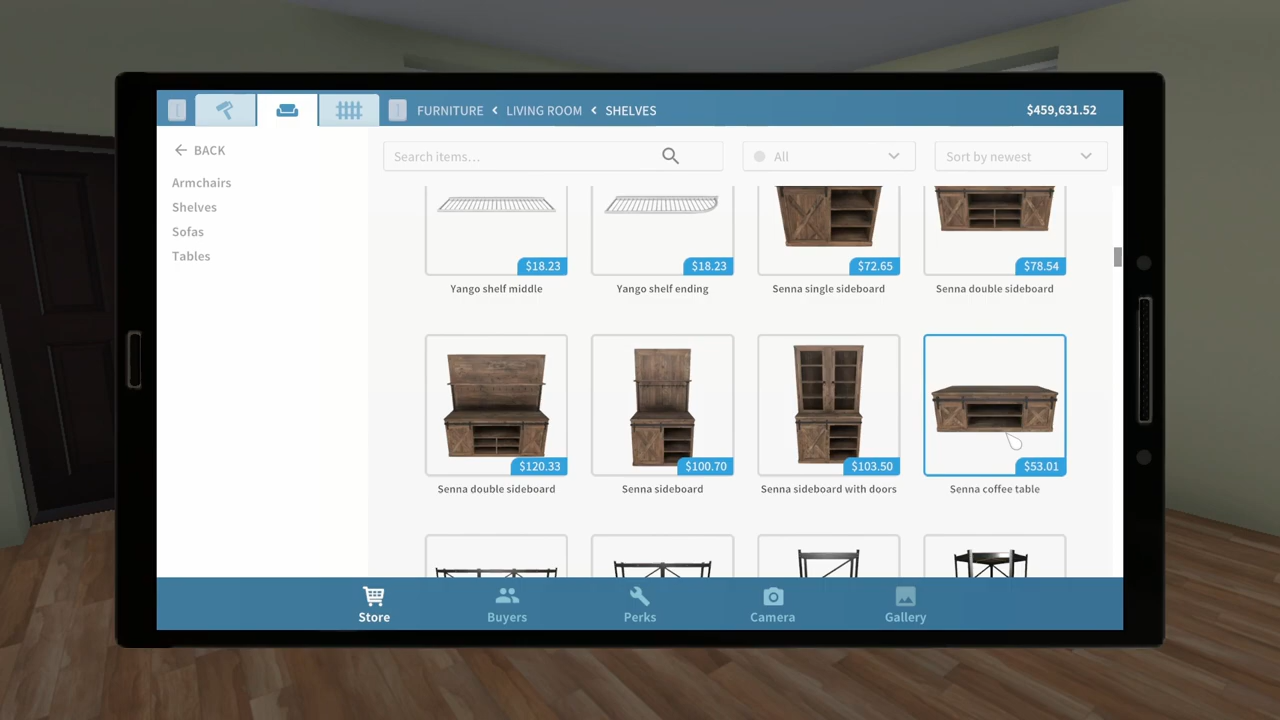 FURNITURE < LIVING ROOM < SHELVES
$459,631.52
BACK
Search items...
All
Sort by newest
Armchairs
Shelves
Sofas
Tables
$18.23
$18.23
$72.65
$78.54
Yango shelf middle
Yango shelf ending
Senna single sideboard
Senna double sideboard
$120.33
$100.70
$103.50
$53.01
Senna double sideboard
Senna sideboard
Senna sideboard with doors
Senna coffee table
Store
Buyers
Perks
Camera
Gallery